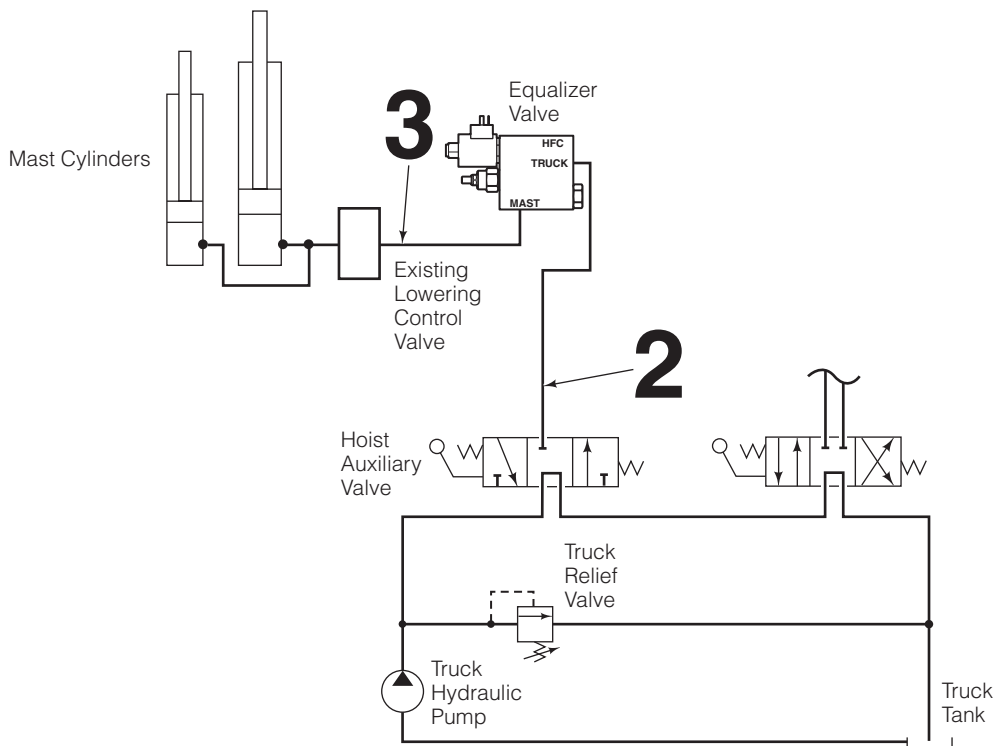 Mast Cylinders
3
Equalizer
Valve
HFC
TRUCK
MAST
Existing
Lowering
Control
Valve
2
Hoist
Auxiliary
Valve
Truck
Relief
Valve
Truck
Hydraulic
Pump
Truck
Tank